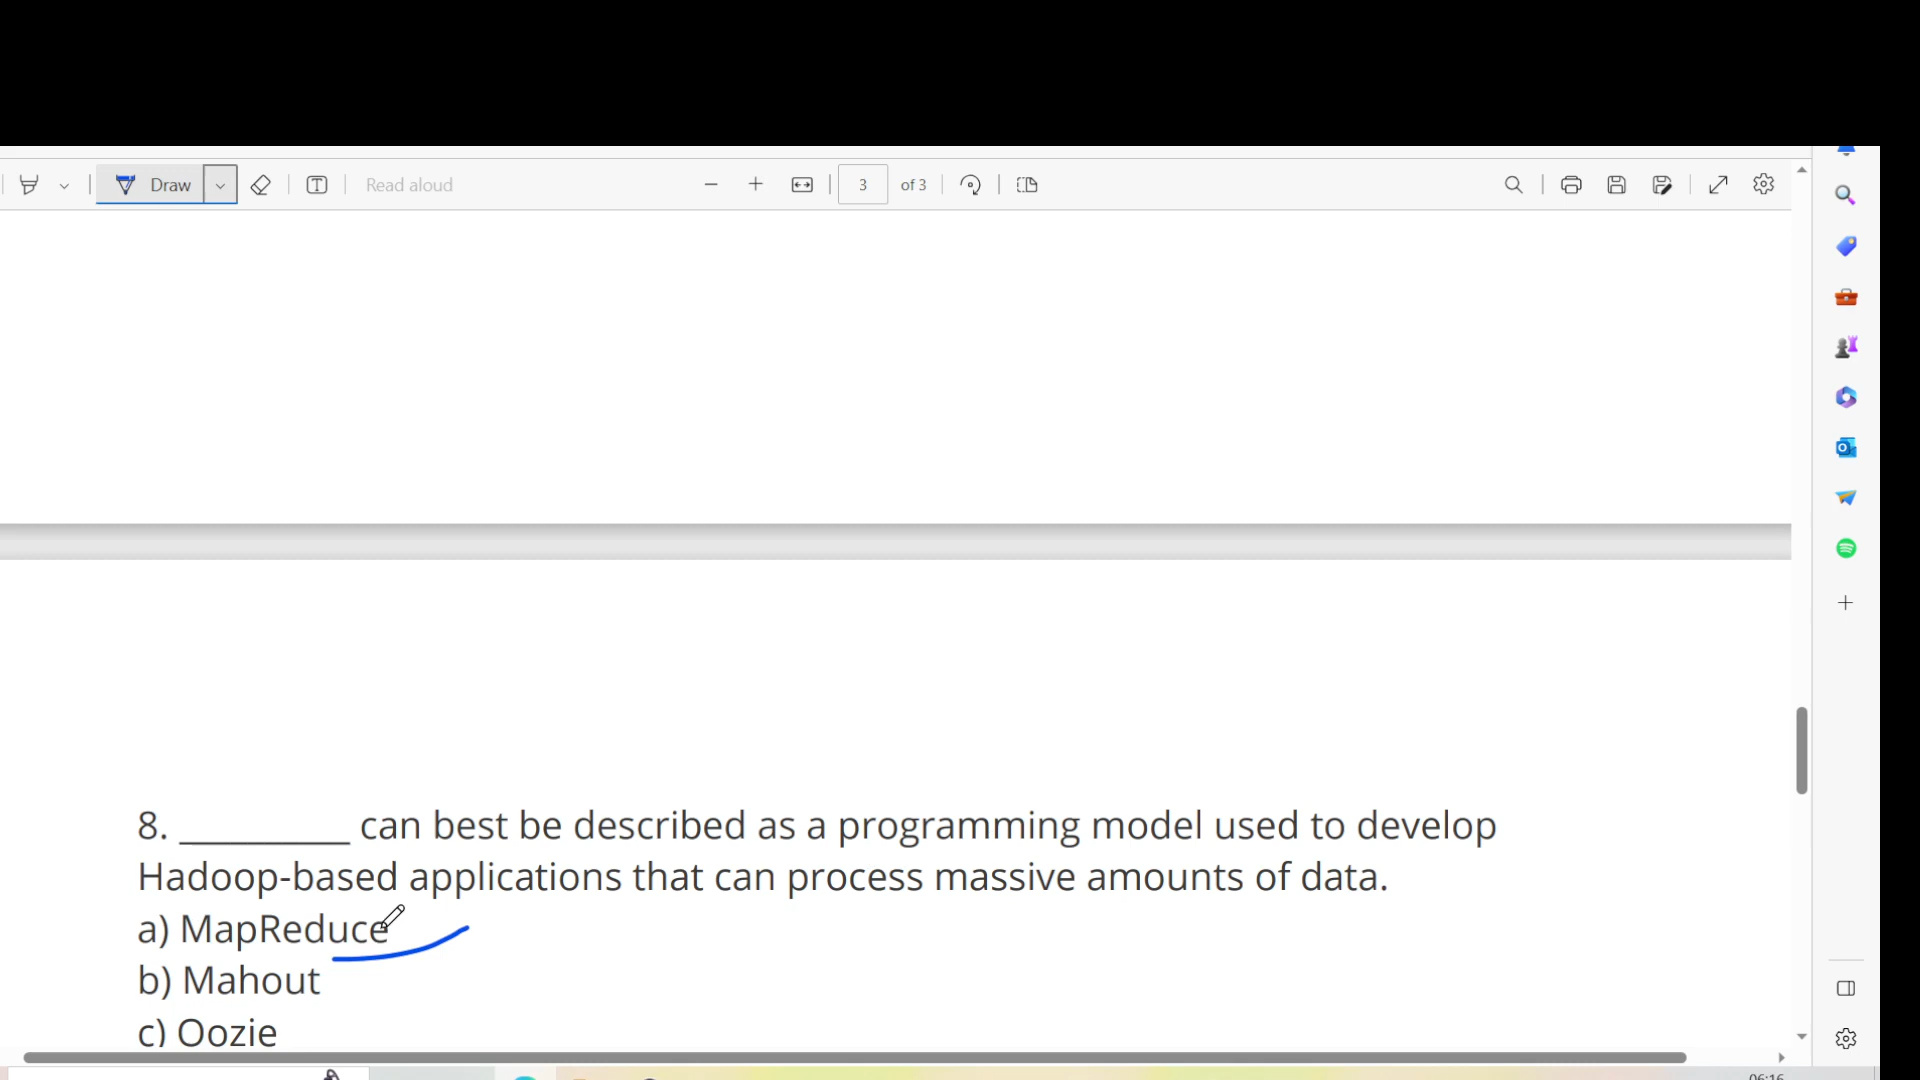 Draw
Read aloud
3 of 3
8. __________ can best be described as a programming model used to develop
Hadoop-based applications that can process massive amounts of data.
a) MapReduce
b) Mahout
c) Oozie